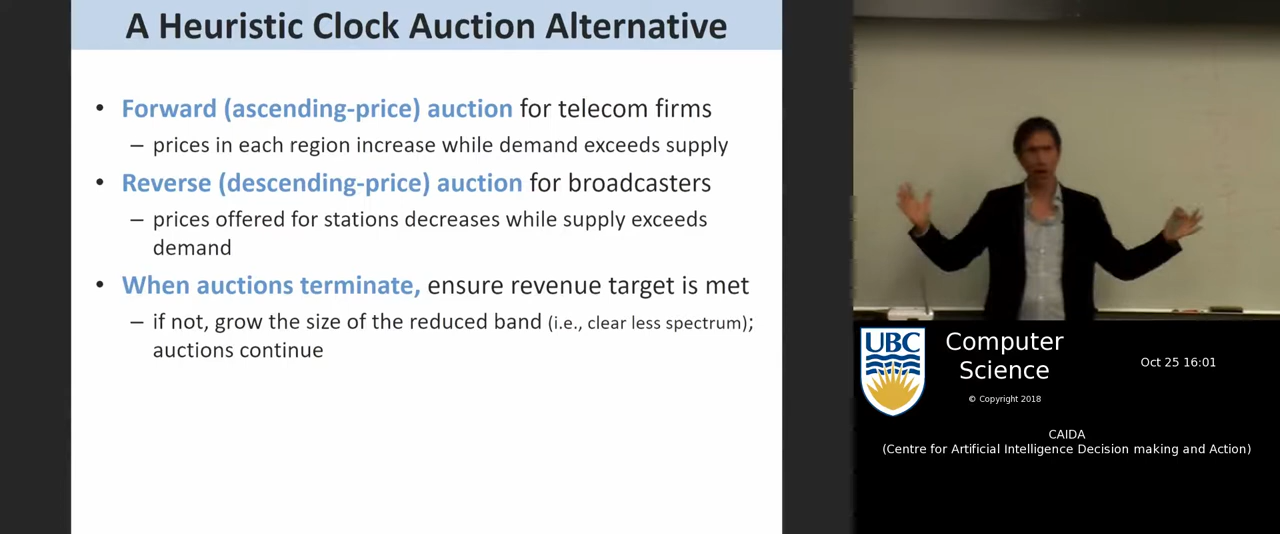 A Heuristic Clock Auction Alternative
• Forward (ascending-price) auction for telecom firms
– prices in each region increase while demand exceeds supply
• Reverse (descending-price) auction for broadcasters
– prices offered for stations decreases while supply exceeds
demand
• When auctions terminate, ensure revenue target is met
– if not, grow the size of the reduced band (i.e., clear less spectrum);
auctions continue
UBC
Computer
Science
© Copyright 2018
Oct 25 16:01
CAIDA
(Centre for Artificial Intelligence Decision making and Action)